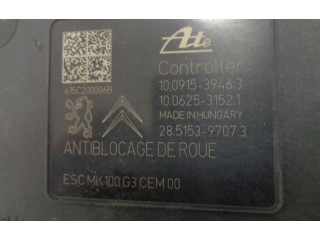 Ate
Controller
10.0915-3946.3
10.0625-3152.1
MADE IN HUNGARY
28.5153-9707.3
675C200006B
ANTIBLOCAGE DE ROUE
ESC MK100 G3 CEM 00